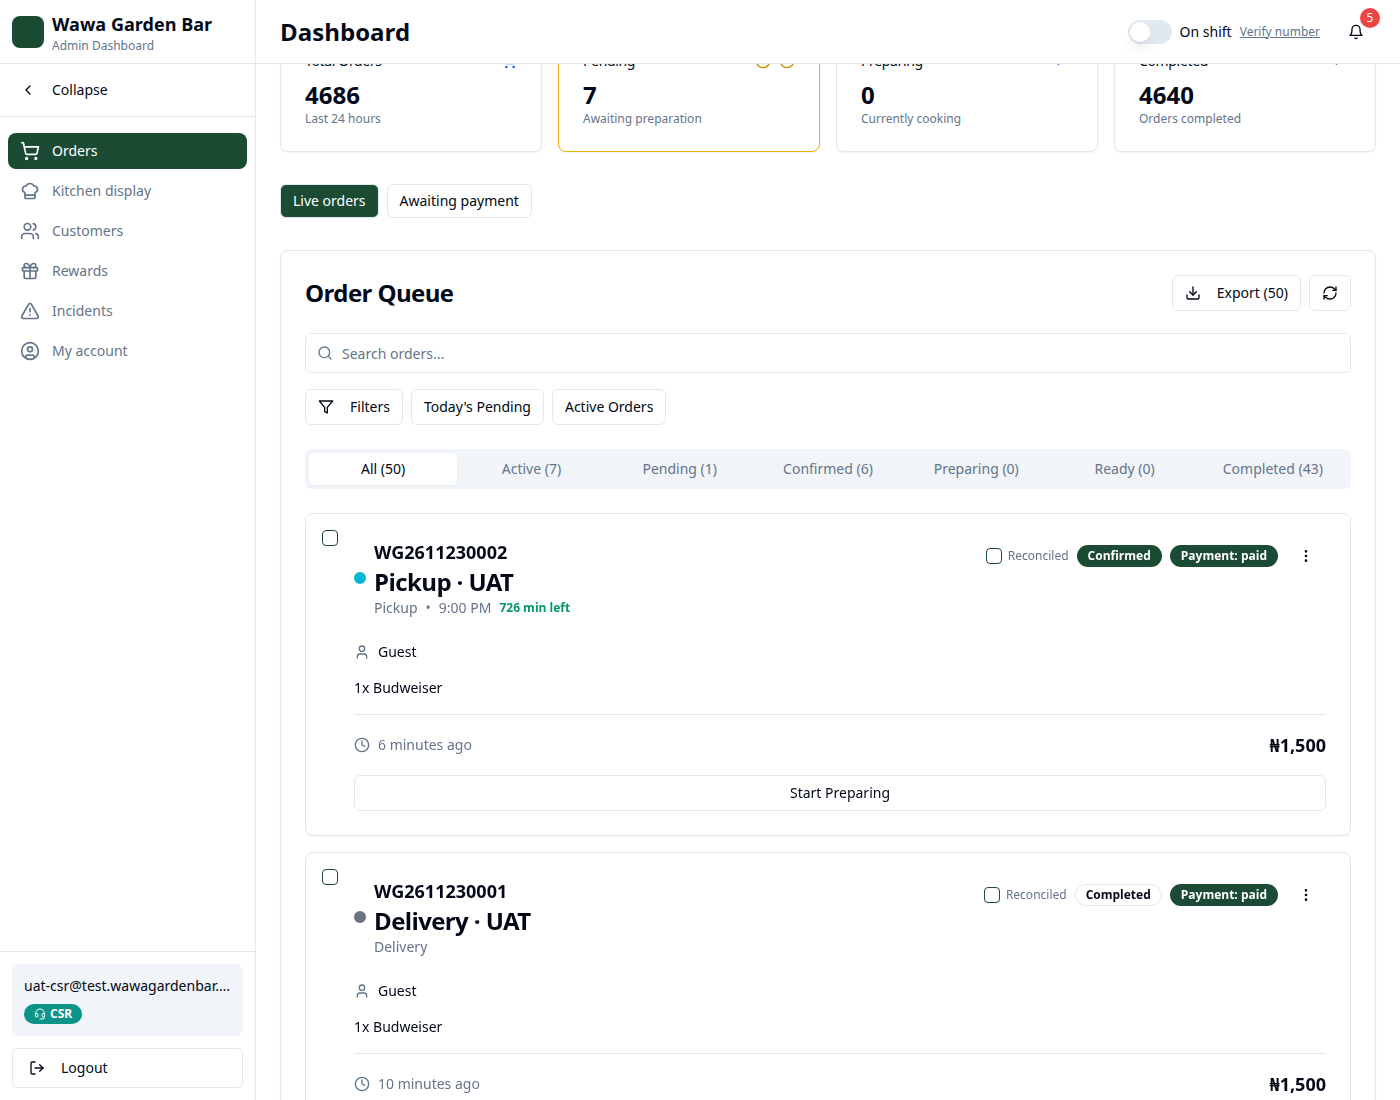 Wawa Garden Bar
Admin Dashboard
Collapse
Orders
Kitchen display
Customers
Rewards
Incidents
My account
uat-csr@test.wawagardenbar....
CSR
Logout
Dashboard
On shift
Verify number
5
Total Orders
4686
Last 24 hours
Pending
7
Awaiting preparation
Preparing
0
Currently cooking
Completed
4640
Orders completed
Live orders
Awaiting payment
Order Queue
Export (50)
Search orders...
Filters
Today's Pending
Active Orders
All (50)
Active (7)
Pending (1)
Confirmed (6)
Preparing (0)
Ready (0)
Completed (43)
WG2611230002
Reconciled
Confirmed
Payment: paid
Pickup · UAT
Pickup • 9:00 PM 726 min left
Guest
1x Budweiser
6 minutes ago
₦1,500
Start Preparing
WG2611230001
Reconciled
Completed
Payment: paid
Delivery · UAT
Delivery
Guest
1x Budweiser
10 minutes ago
₦1,500